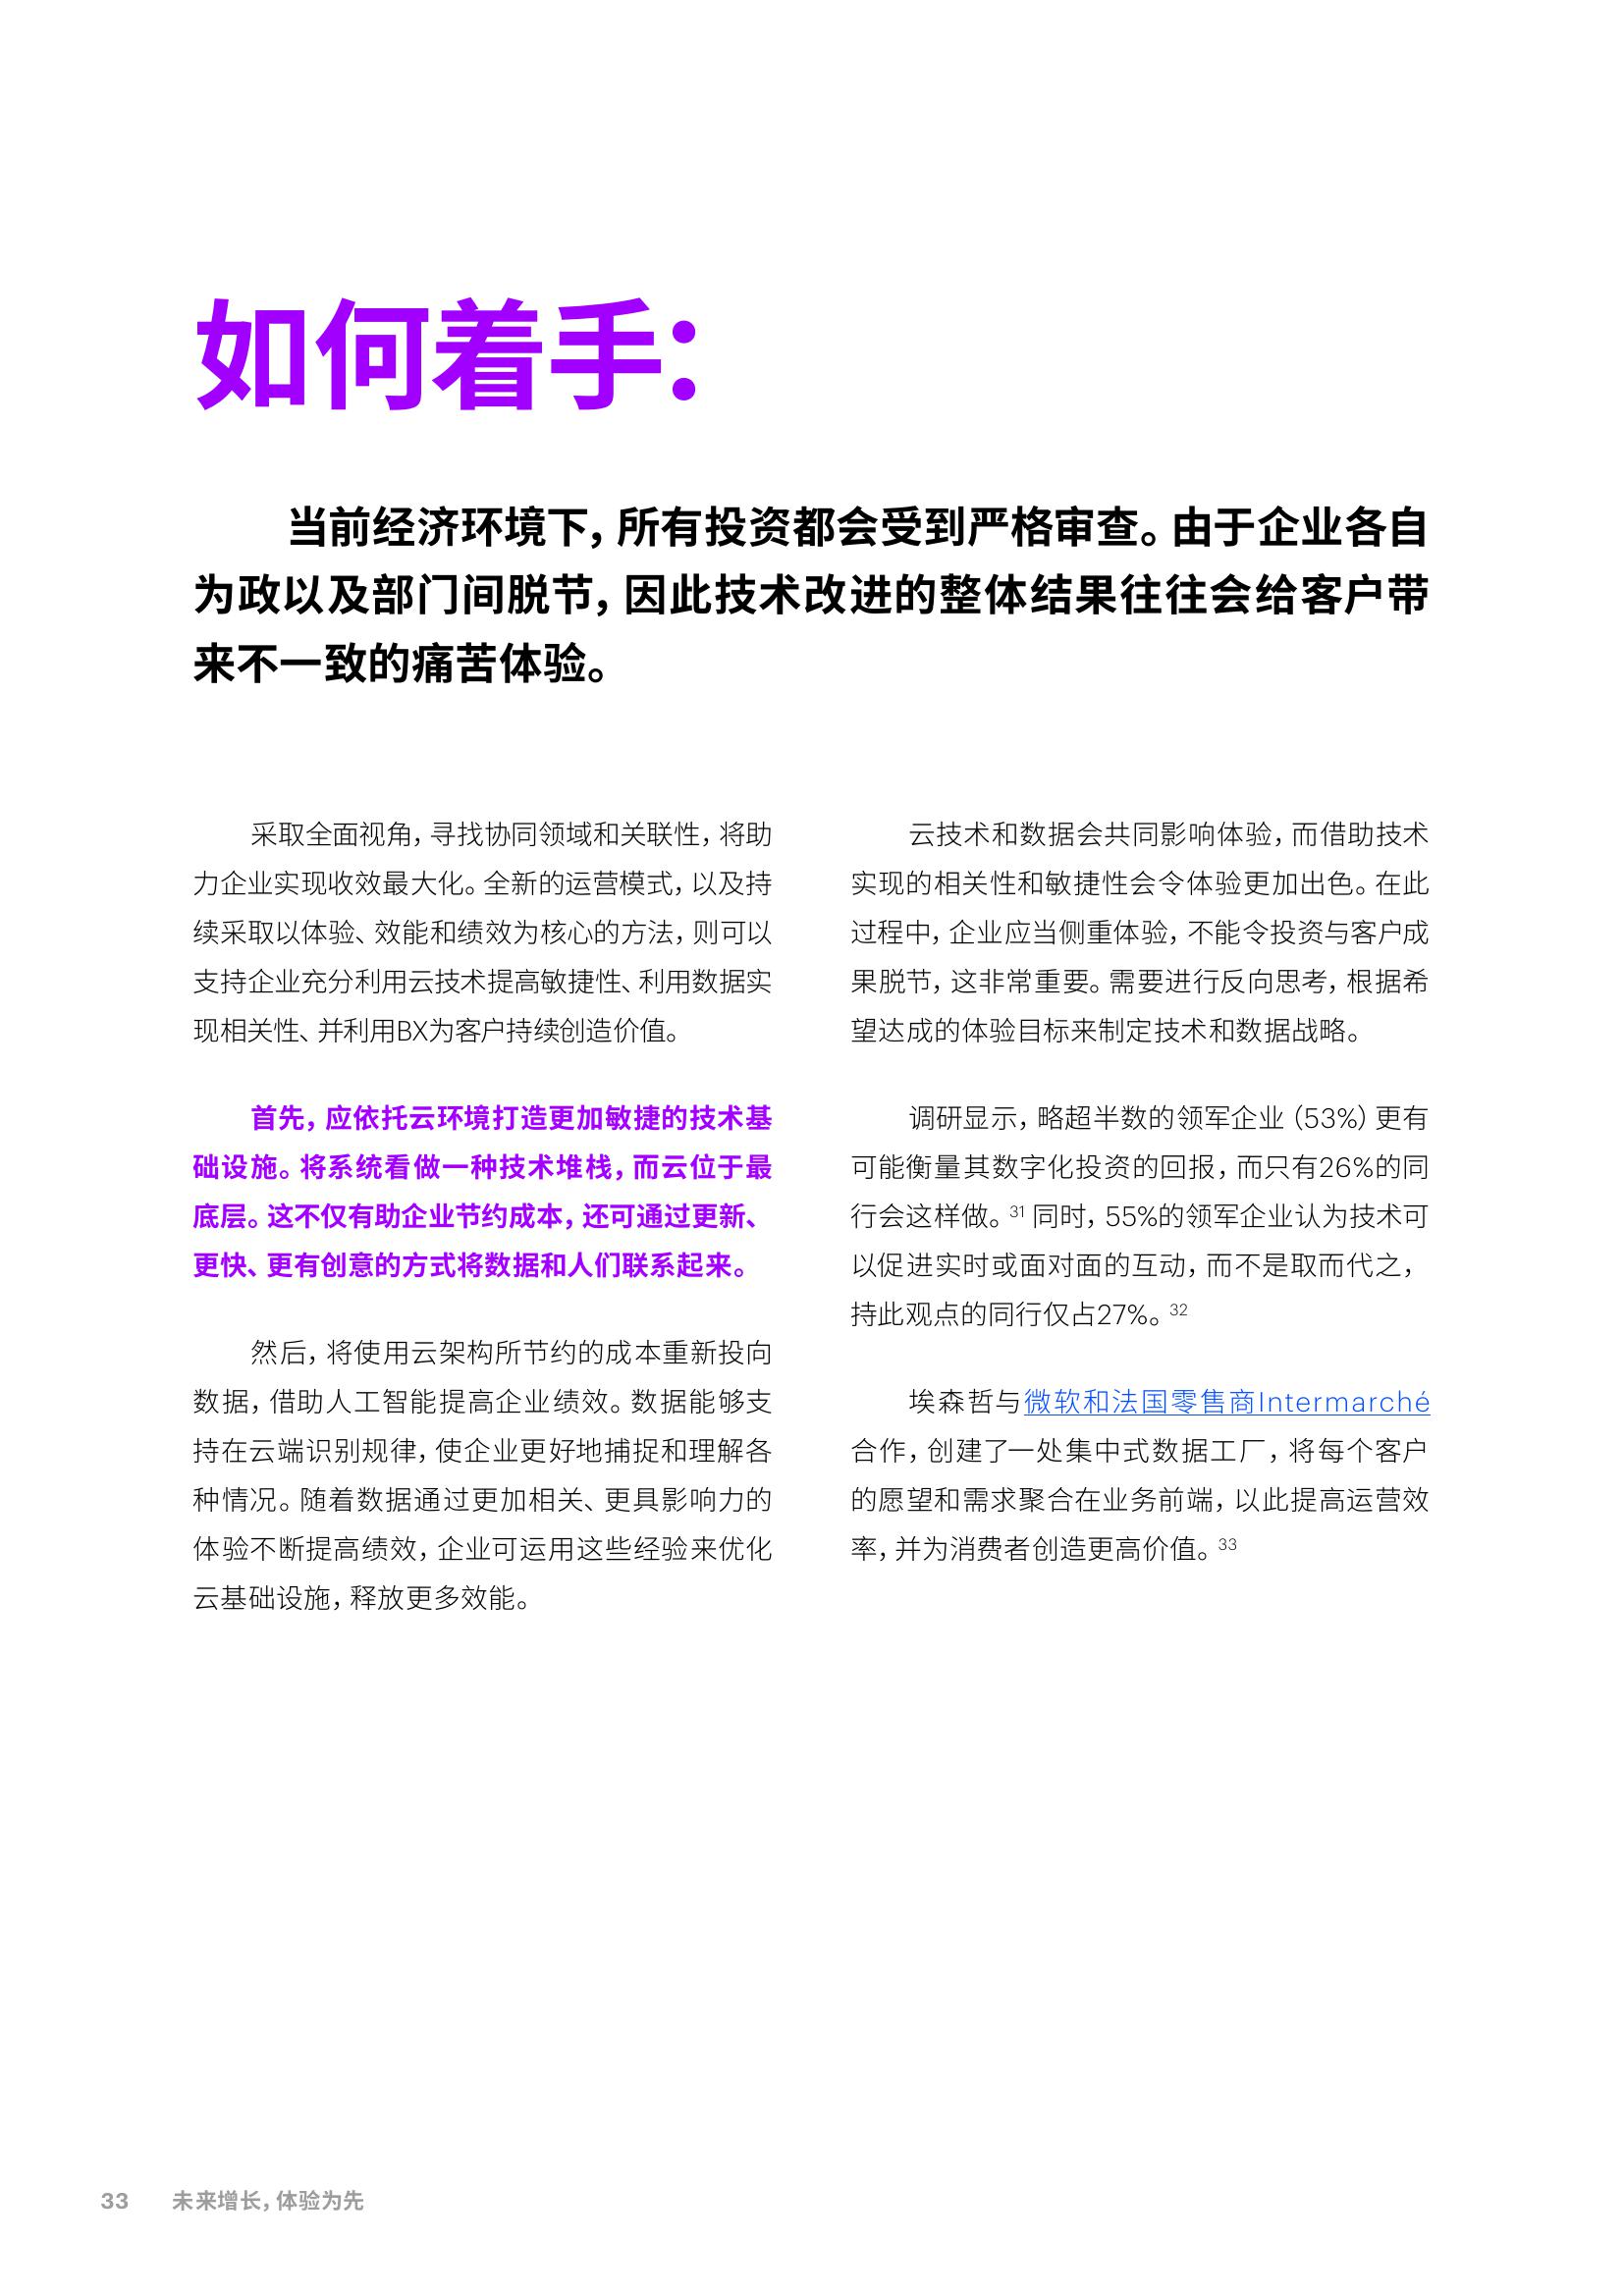 如何着手：
当前经济环境下，所有投资都会受到严格审查。由于企业各自
为政以及部门间脱节，因此技术改进的整体结果往往会给客户带
来不一致的痛苦体验。
采取全面视角，寻找协同领域和关联性，将助
力企业实现收效最大化。全新的运营模式，以及持
续采取以体验、效能和绩效为核心的方法，则可以
支持企业充分利用云技术提高敏捷性、利用数据实
现相关性、并利用BX为客户持续创造价值。
首先，应依托云环境打造更加敏捷的技术基
础设施。将系统看做一种技术堆栈，而云位于最
底层。这不仅有助企业节约成本，还可通过更新、
更快、更有创意的方式将数据和人们联系起来。
然后，将使用云架构所节约的成本重新投向
数据，借助人工智能提高企业绩效。数据能够支
持在云端识别规律，使企业更好地捕捉和理解各
种情况。随着数据通过更加相关、更具影响力的
体验不断提高绩效，企业可运用这些经验来优化
云基础设施，释放更多效能。
云技术和数据会共同影响体验，而借助技术
实现的相关性和敏捷性会令体验更加出色。在此
过程中，企业应当侧重体验，不能令投资与客户成
果脱节，这非常重要。需要进行反向思考，根据希
望达成的体验目标来制定技术和数据战略。
调研显示，略超半数的领军企业（53%）更有
可能衡量其数字化投资的回报，而只有26%的同
行会这样做。31 同时，55%的领军企业认为技术可
以促进实时或面对面的互动，而不是取而代之，
持此观点的同行仅占27%。32
埃森哲与微软和法国零售商Intermarché
合作，创建了一处集中式数据工厂，将每个客户
的愿望和需求聚合在业务前端，以此提高运营效
率，并为消费者创造更高价值。33
33 未来增长，体验为先